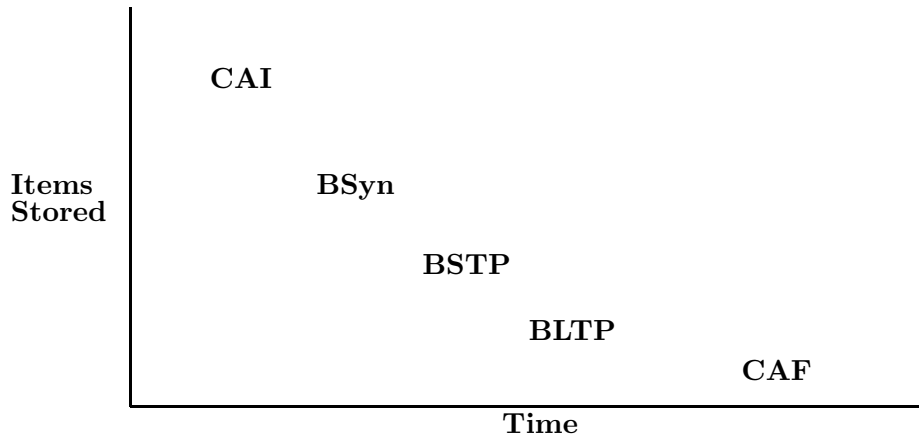 CAI
Items
Stored
BSyn
BSTP
BLTP
CAF
Time